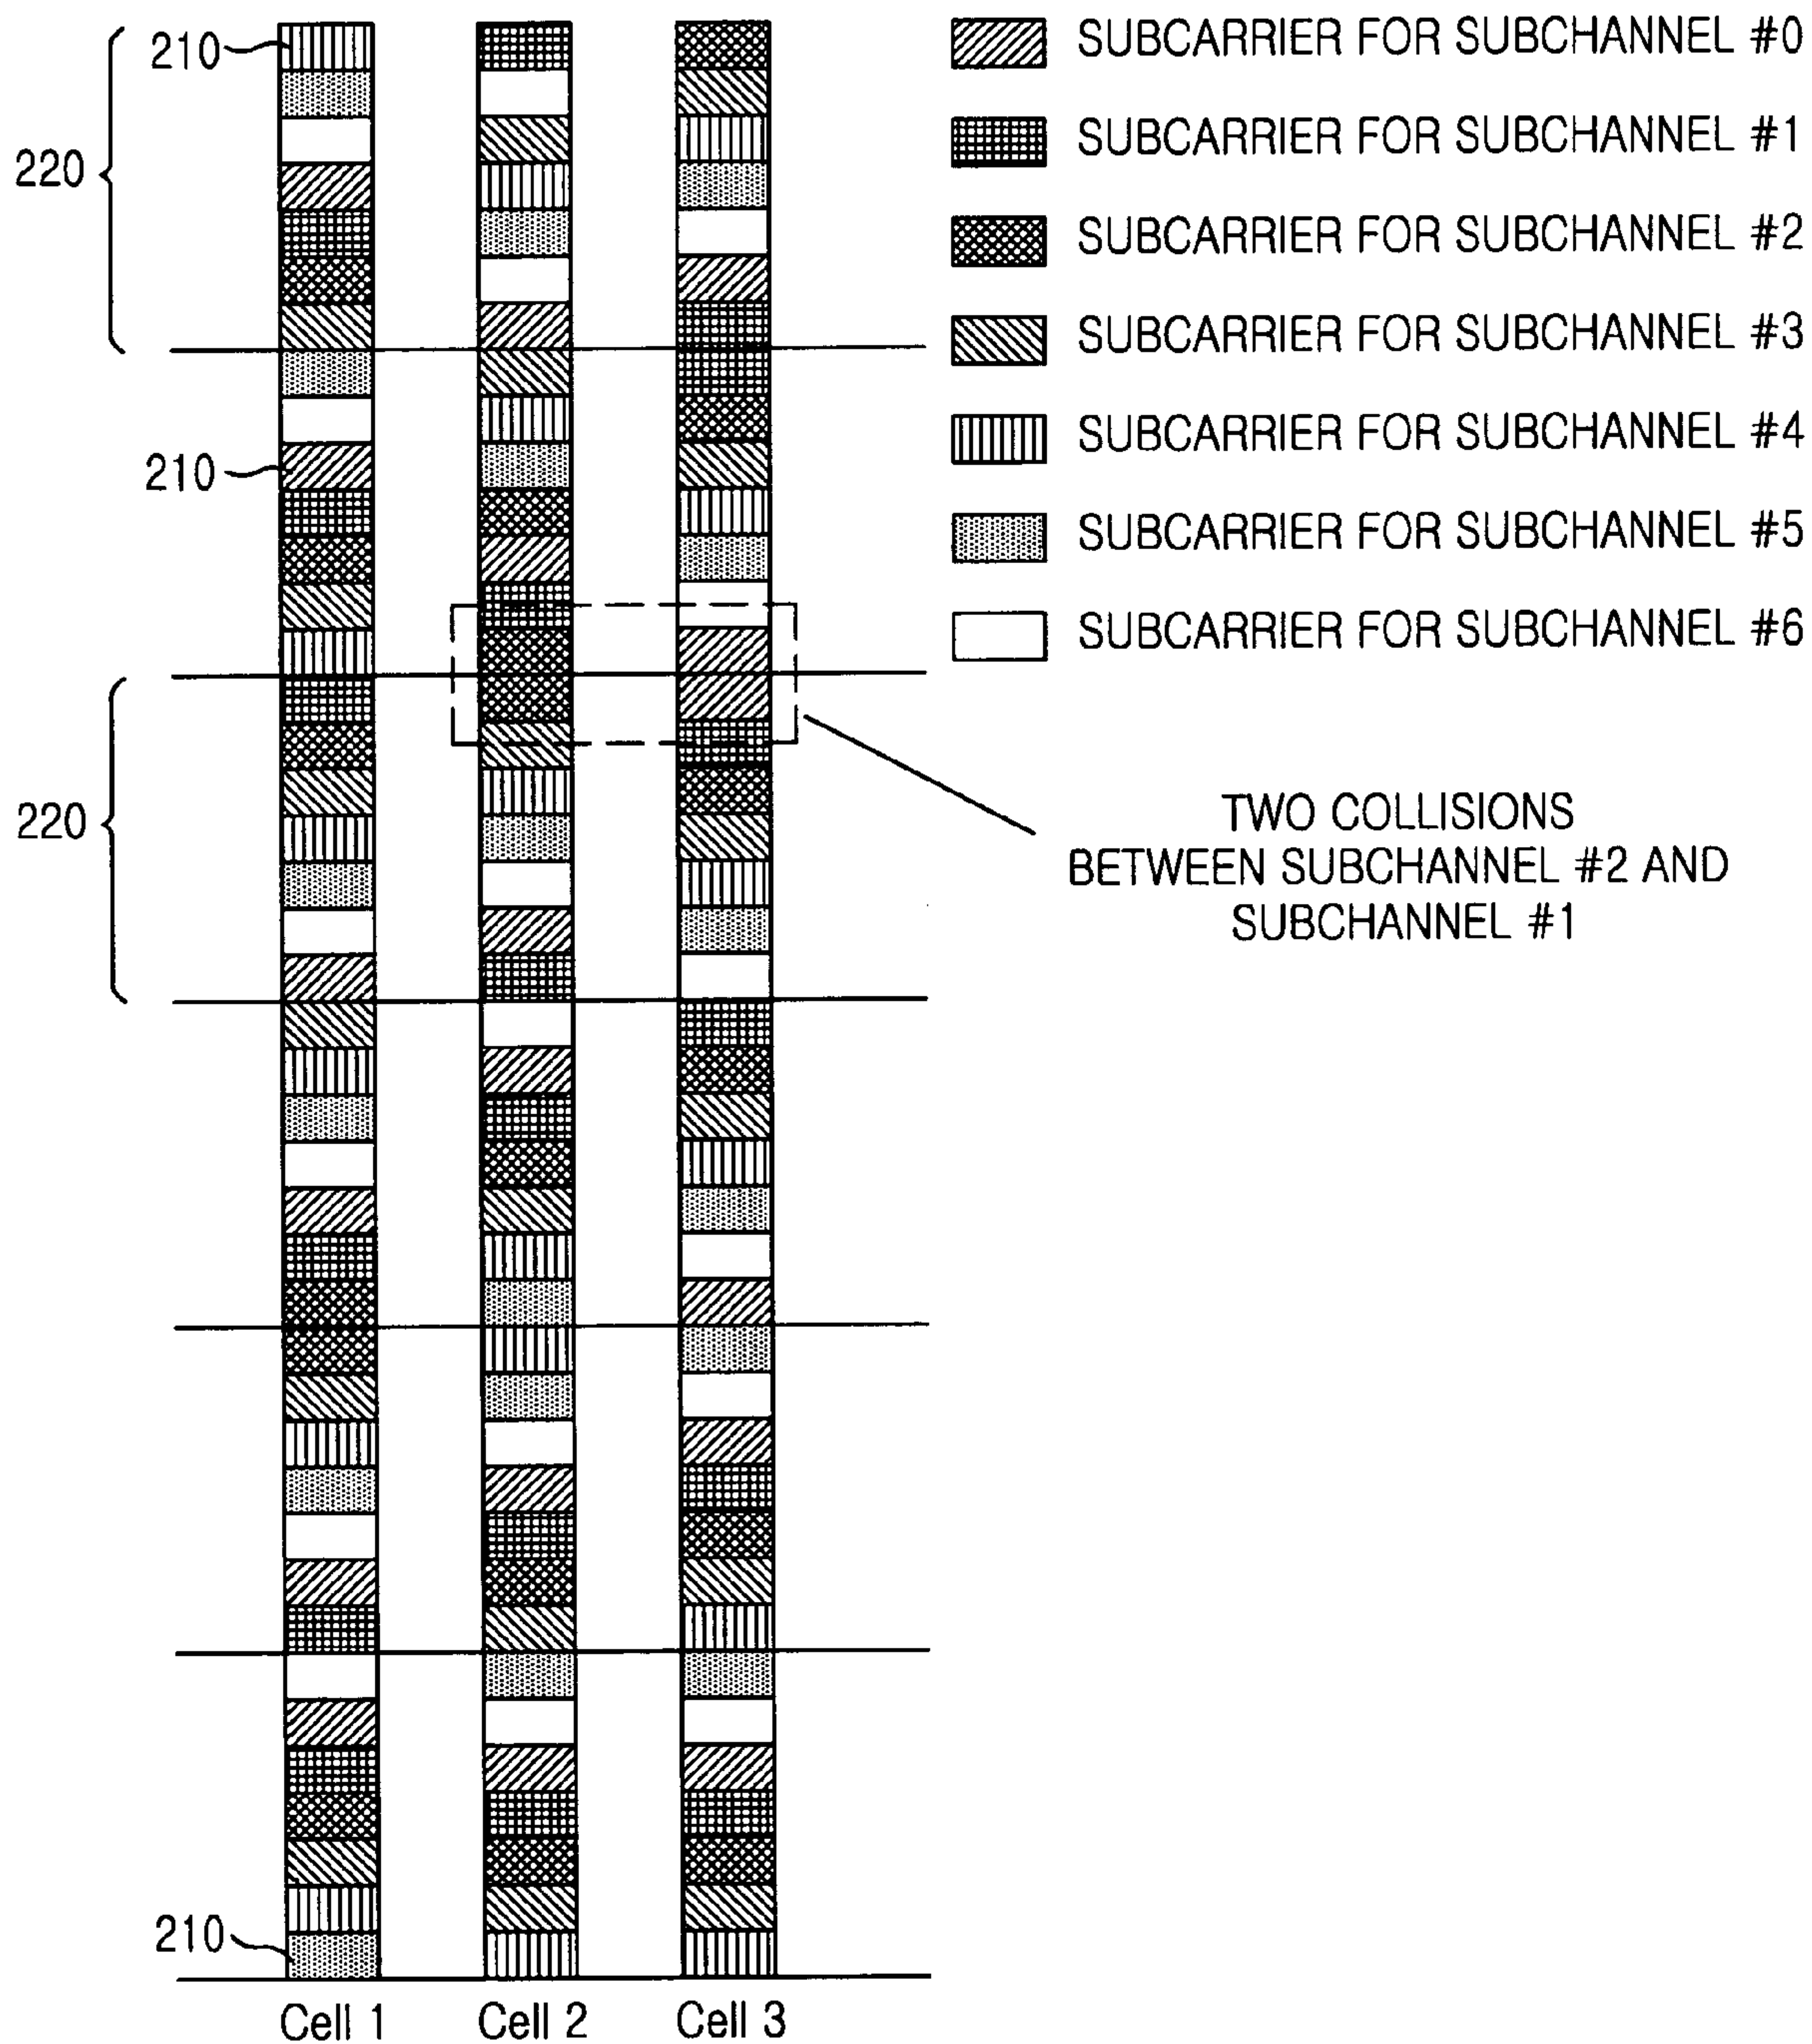 210
220
210
220
210
SUBCARRIER FOR SUBCHANNEL #0
SUBCARRIER FOR SUBCHANNEL #1
SUBCARRIER FOR SUBCHANNEL #2
SUBCARRIER FOR SUBCHANNEL #3
SUBCARRIER FOR SUBCHANNEL #4
SUBCARRIER FOR SUBCHANNEL #5
SUBCARRIER FOR SUBCHANNEL #6
TWO COLLISIONS
BETWEEN SUBCHANNEL #2 AND
SUBCHANNEL #1
Cell 1
Cell 2
Cell 3